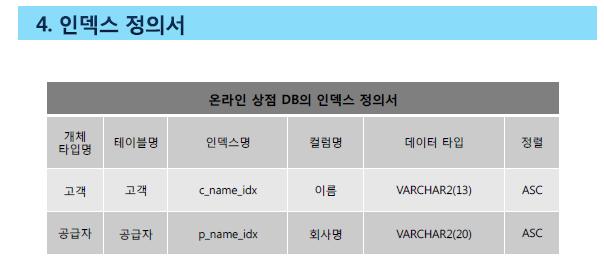 4. 인덱스 정의서
온라인 상점 DB의 인덱스 정의서
개체 타입명 테이블명 인덱스명 컬럼명 데이터 타입 정렬
고객 고객 c_name_idx 이름 VARCHAR2(13) ASC
공급자 공급자 p_name_idx 회사명 VARCHAR2(20) ASC